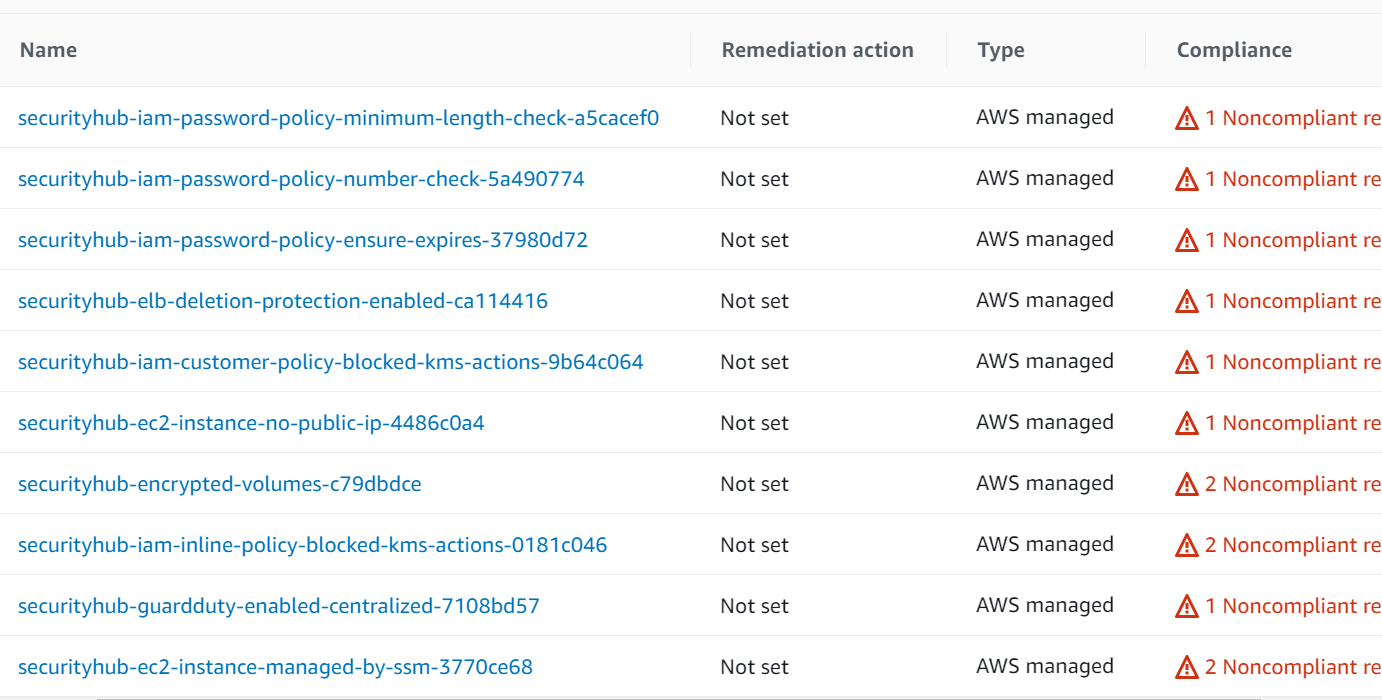 Name Remediation action Type Compliance
securityhub-iam-password-policy-minimum-length-check-a5cacef0 Not set AWS managed 1 Noncompliant re
securityhub-iam-password-policy-number-check-5a490774 Not set AWS managed 1 Noncompliant re
securityhub-iam-password-policy-ensure-expires-37980d72 Not set AWS managed 1 Noncompliant re
securityhub-elb-deletion-protection-enabled-ca114416 Not set AWS managed 1 Noncompliant re
securityhub-iam-customer-policy-blocked-kms-actions-9b64c064 Not set AWS managed 1 Noncompliant re
securityhub-ec2-instance-no-public-ip-4486c0a4 Not set AWS managed 1 Noncompliant re
securityhub-encrypted-volumes-c79dbdce Not set AWS managed 2 Noncompliant re
securityhub-iam-inline-policy-blocked-kms-actions-0181c046 Not set AWS managed 2 Noncompliant re
securityhub-guardduty-enabled-centralized-7108bd57 Not set AWS managed 1 Noncompliant re
securityhub-ec2-instance-managed-by-ssm-3770ce68 Not set AWS managed 2 Noncompliant re